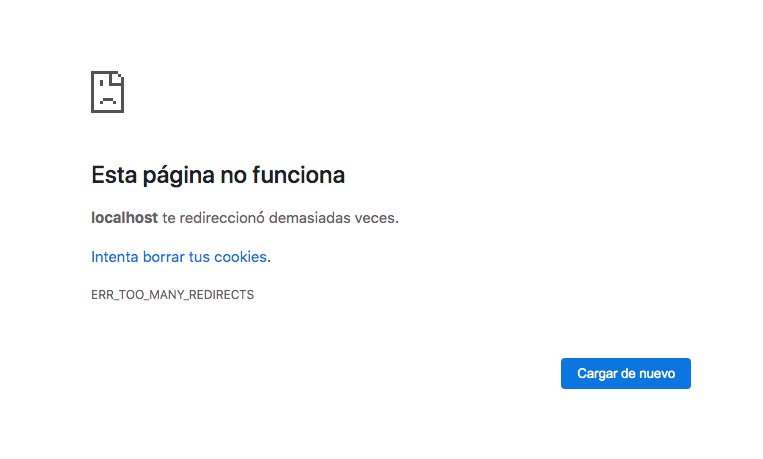 Esta página no funciona
localhost te redireccionó demasiadas veces.
Intenta borrar tus cookies.
ERR_TOO_MANY_REDIRECTS
Cargar de nuevo